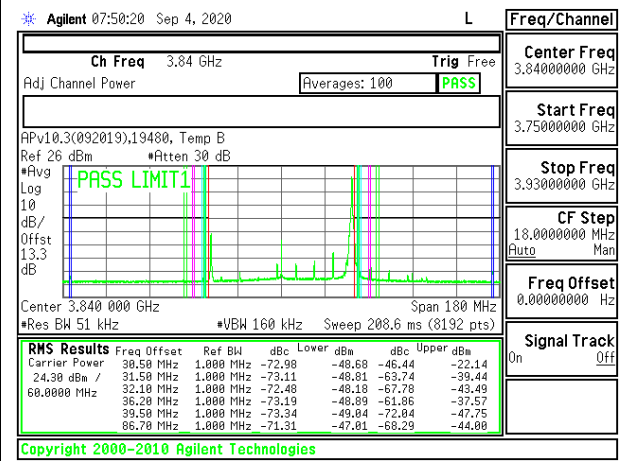 Agilent 07:50:20 Sep 4, 2020 L
Freq/Channel
Ch Freq 3.84 GHz Trig Free
Adj Channel Power Averages: 100 PASS
Center Freq
3.84000000 GHz
Start Freq
3.75000000 GHz
Stop Freq
3.93000000 GHz
CF Step
18.0000000 MHz
Auto Man
Freq Offset
0.00000000 Hz
Signal Track
On Off
APv10.3(092019),19480, Temp B
Ref 26 dBm #Atten 30 dB
#Avg
Log
10
dB/
Offst
13.3
dB
PASS LIMIT1
Center 3.840 000 GHz Span 180 MHz
#Res BW 51 kHz #VBW 160 kHz Sweep 208.6 ms (8192 pts)
RMS Results Freq Offset Ref BW dBc Lower dBm dBc Upper dBm
Carrier Power 30.50 MHz 1.000 MHz -72.98 -48.68 -46.44 -22.14
24.30 dBm / 31.50 MHz 1.000 MHz -73.11 -48.81 -63.74 -39.44
60.0000 MHz 32.10 MHz 1.000 MHz -72.48 -48.18 -67.78 -43.49
36.20 MHz 1.000 MHz -73.19 -48.89 -61.86 -37.57
39.50 MHz 1.000 MHz -73.34 -49.04 -72.04 -47.75
86.70 MHz 1.000 MHz -71.31 -47.01 -68.29 -44.00
Copyright 2000-2010 Agilent Technologies